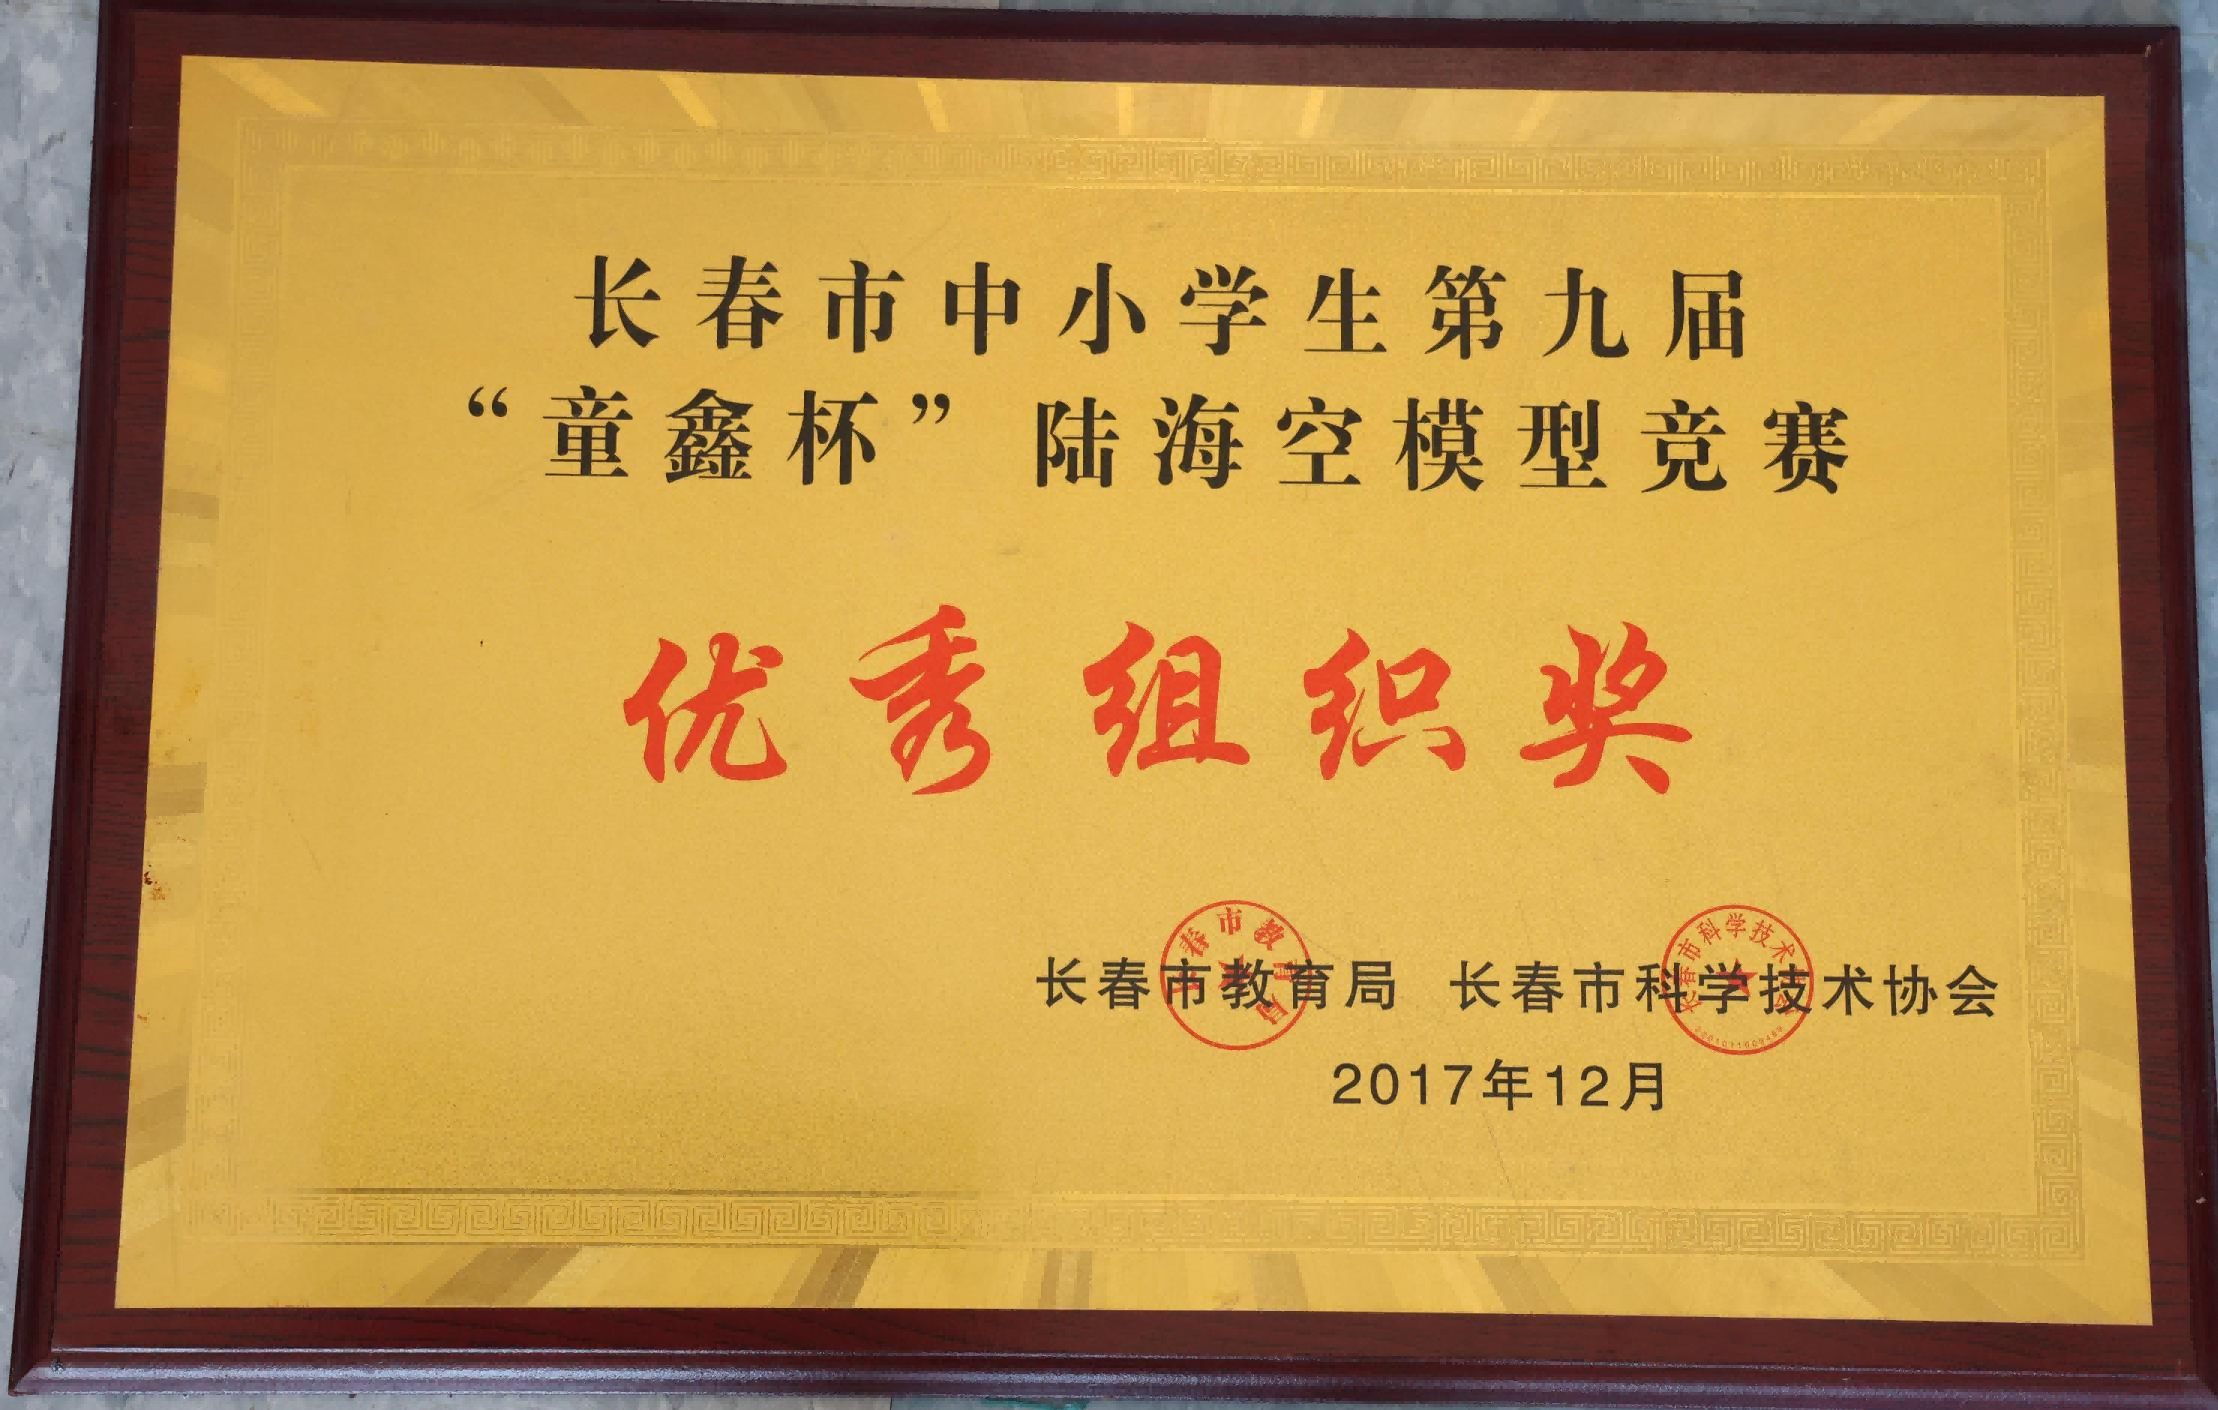 长春市中小学生第九届
“童鑫杯”陆海空模型竞赛
优秀组织奖
长春市教育局 长春市科学技术协会
2017年12月